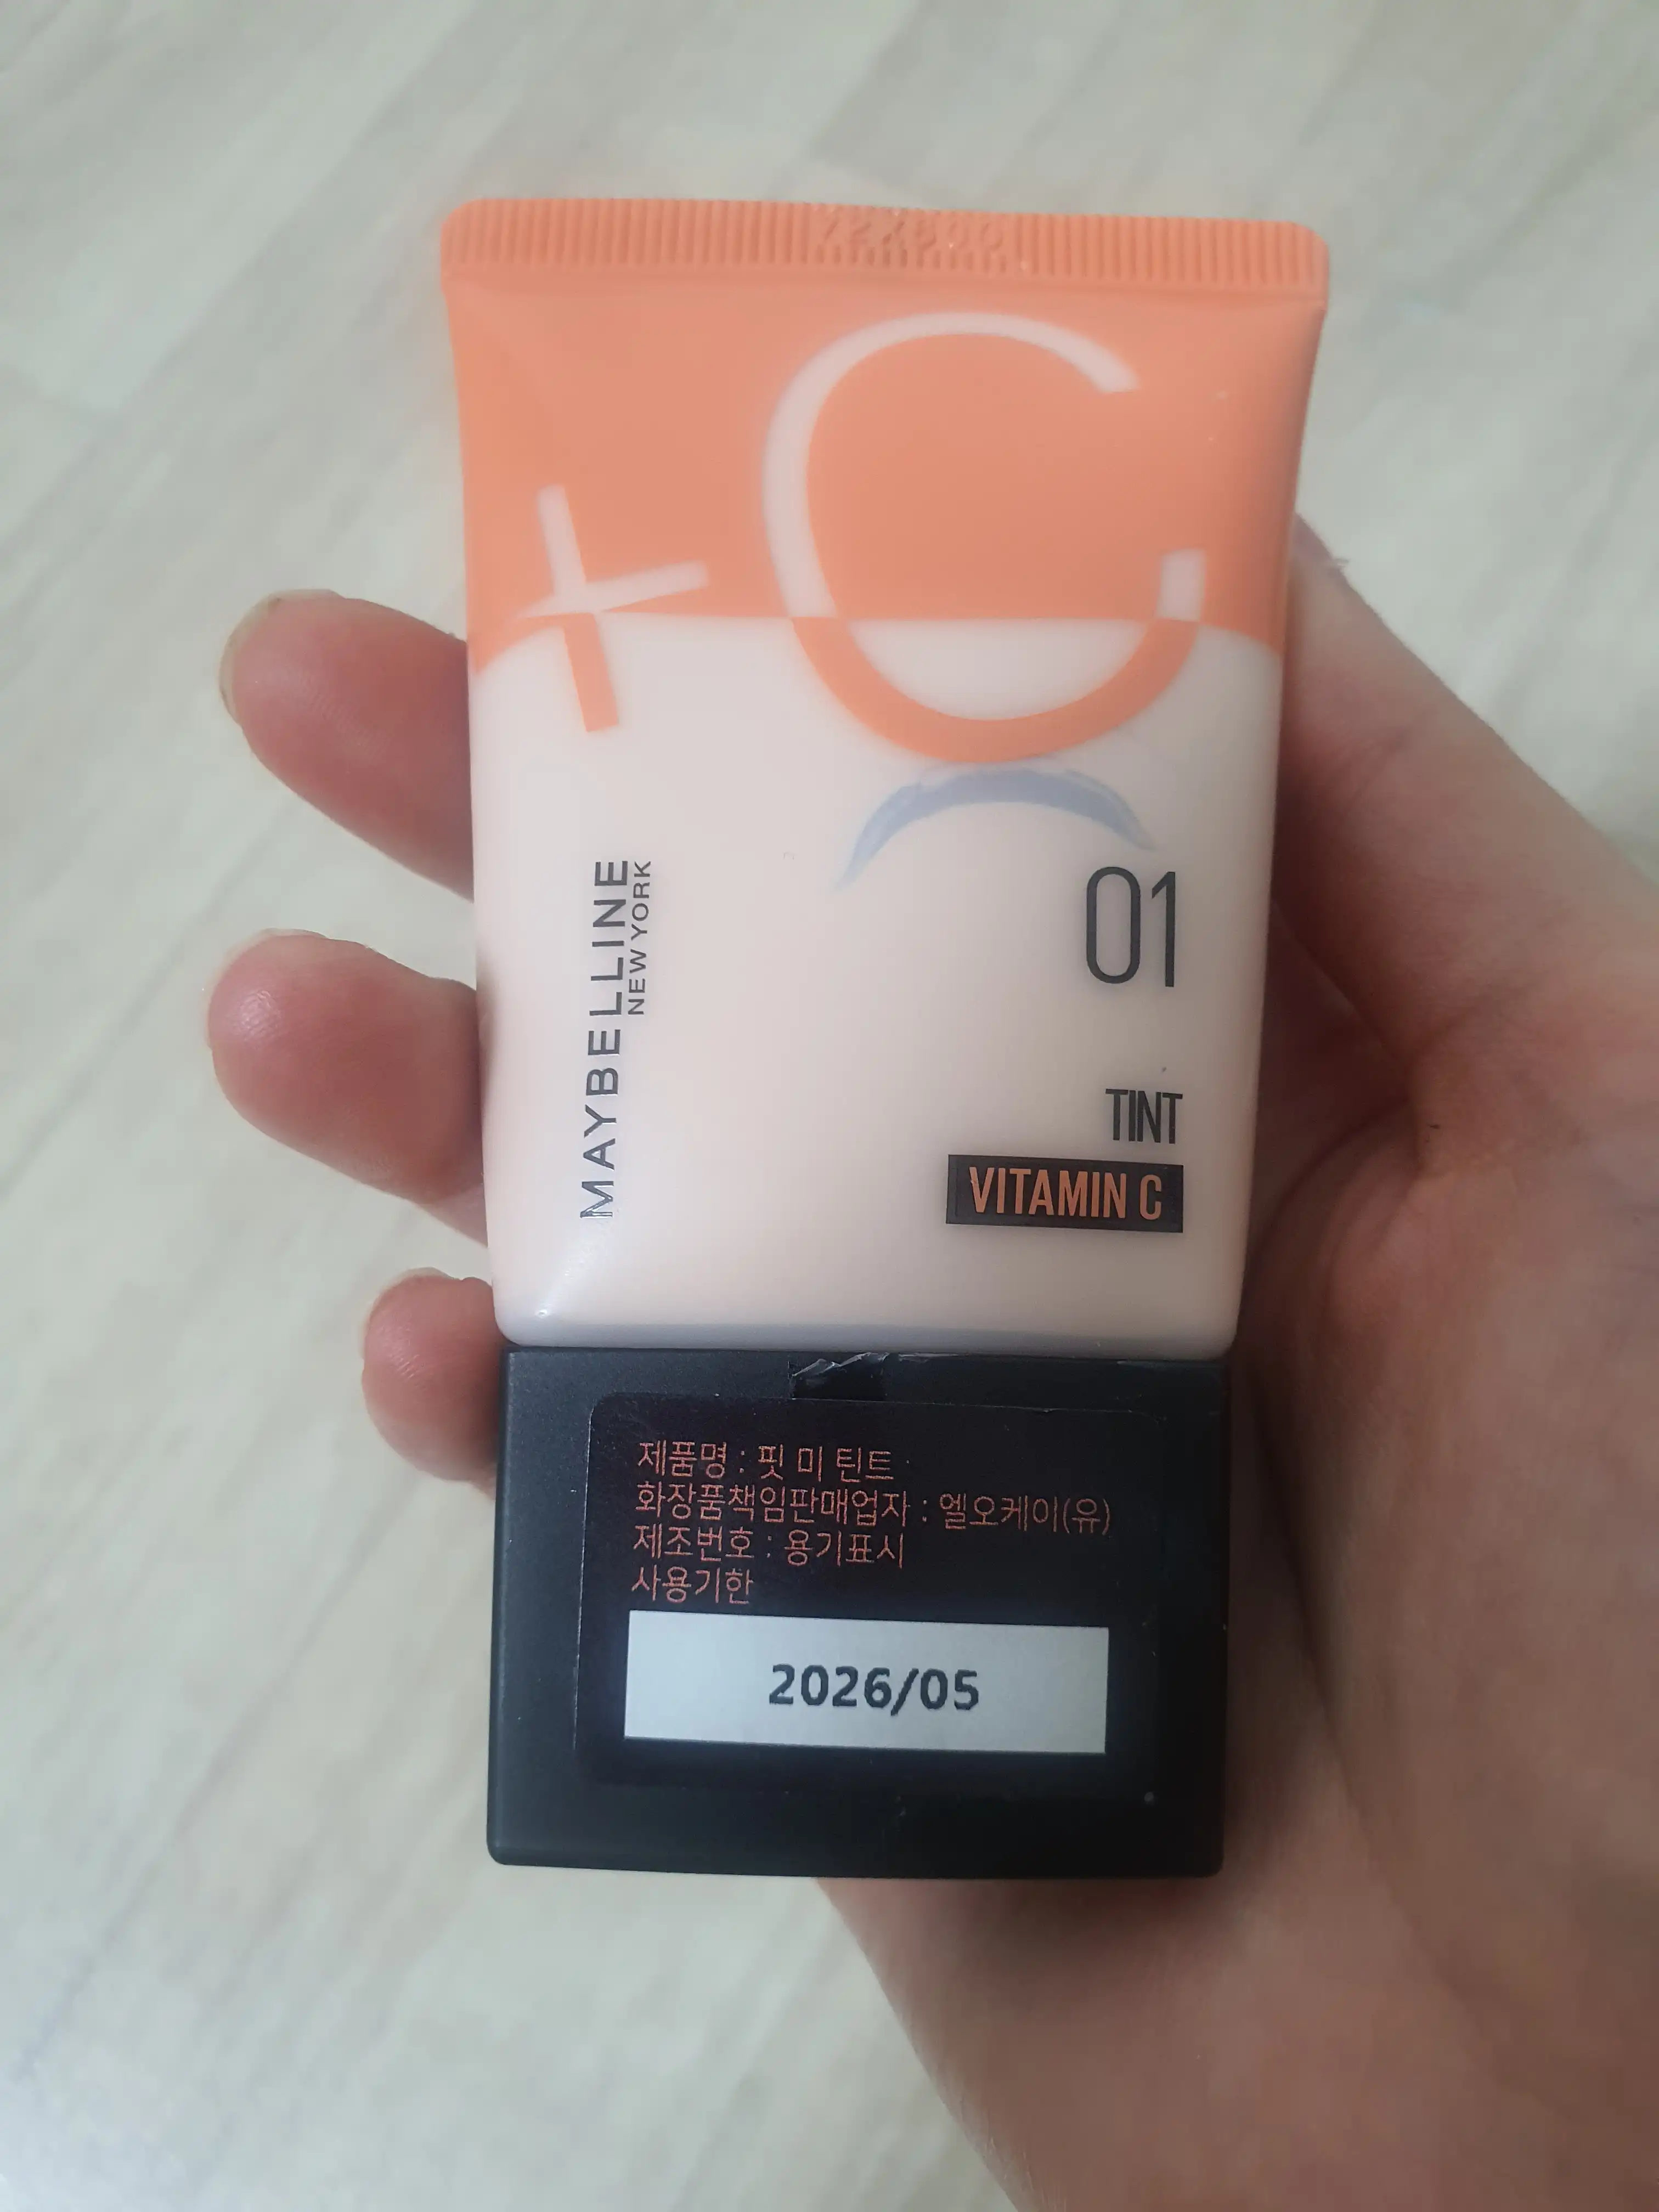 +C
MAYBELLINE
NEW YORK
01
TINT
VITAMIN C
제품명 : 핏 미 틴트
화장품책임판매업자 : 엘오케이(유)
제조번호 : 용기표시
사용기한
2026/05